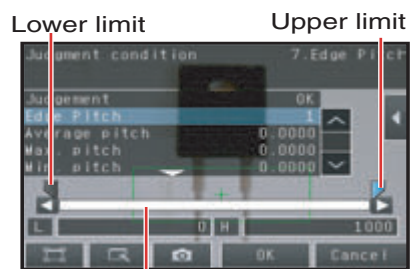 Lower limit
Upper limit
Judgment condition 7.Edge Pitch
Judgement OK
Edge Pitch 1
Average pitch 0.0000
Max. pitch 0.0000
Min. pitch 0.0000
L 0 H 1000
OK Cancel